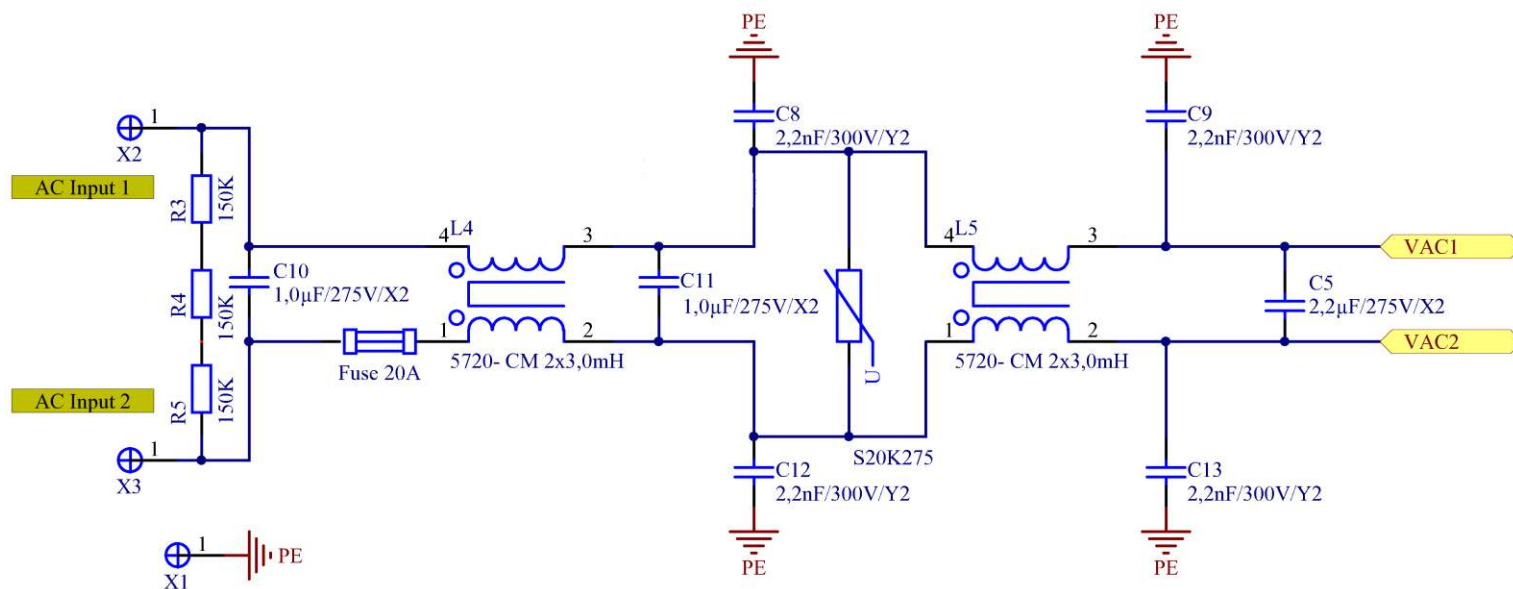 PE
PE
C8
2,2nF/300V/Y2
C9
2,2nF/300V/Y2
1
X2
AC Input 1
R3
150K
4
L4
3
4
L5
3
VAC1
C10
1,0µF/275V/X2
C11
1,0µF/275V/X2
C5
2,2µF/275V/X2
R4
150K
1
2
1
2
VAC2
Fuse 20A
5720- CM 2x3,0mH
U
5720- CM 2x3,0mH
AC Input 2
R5
150K
1
X3
S20K275
C12
2,2nF/300V/Y2
C13
2,2nF/300V/Y2
1
X1
PE
PE
PE